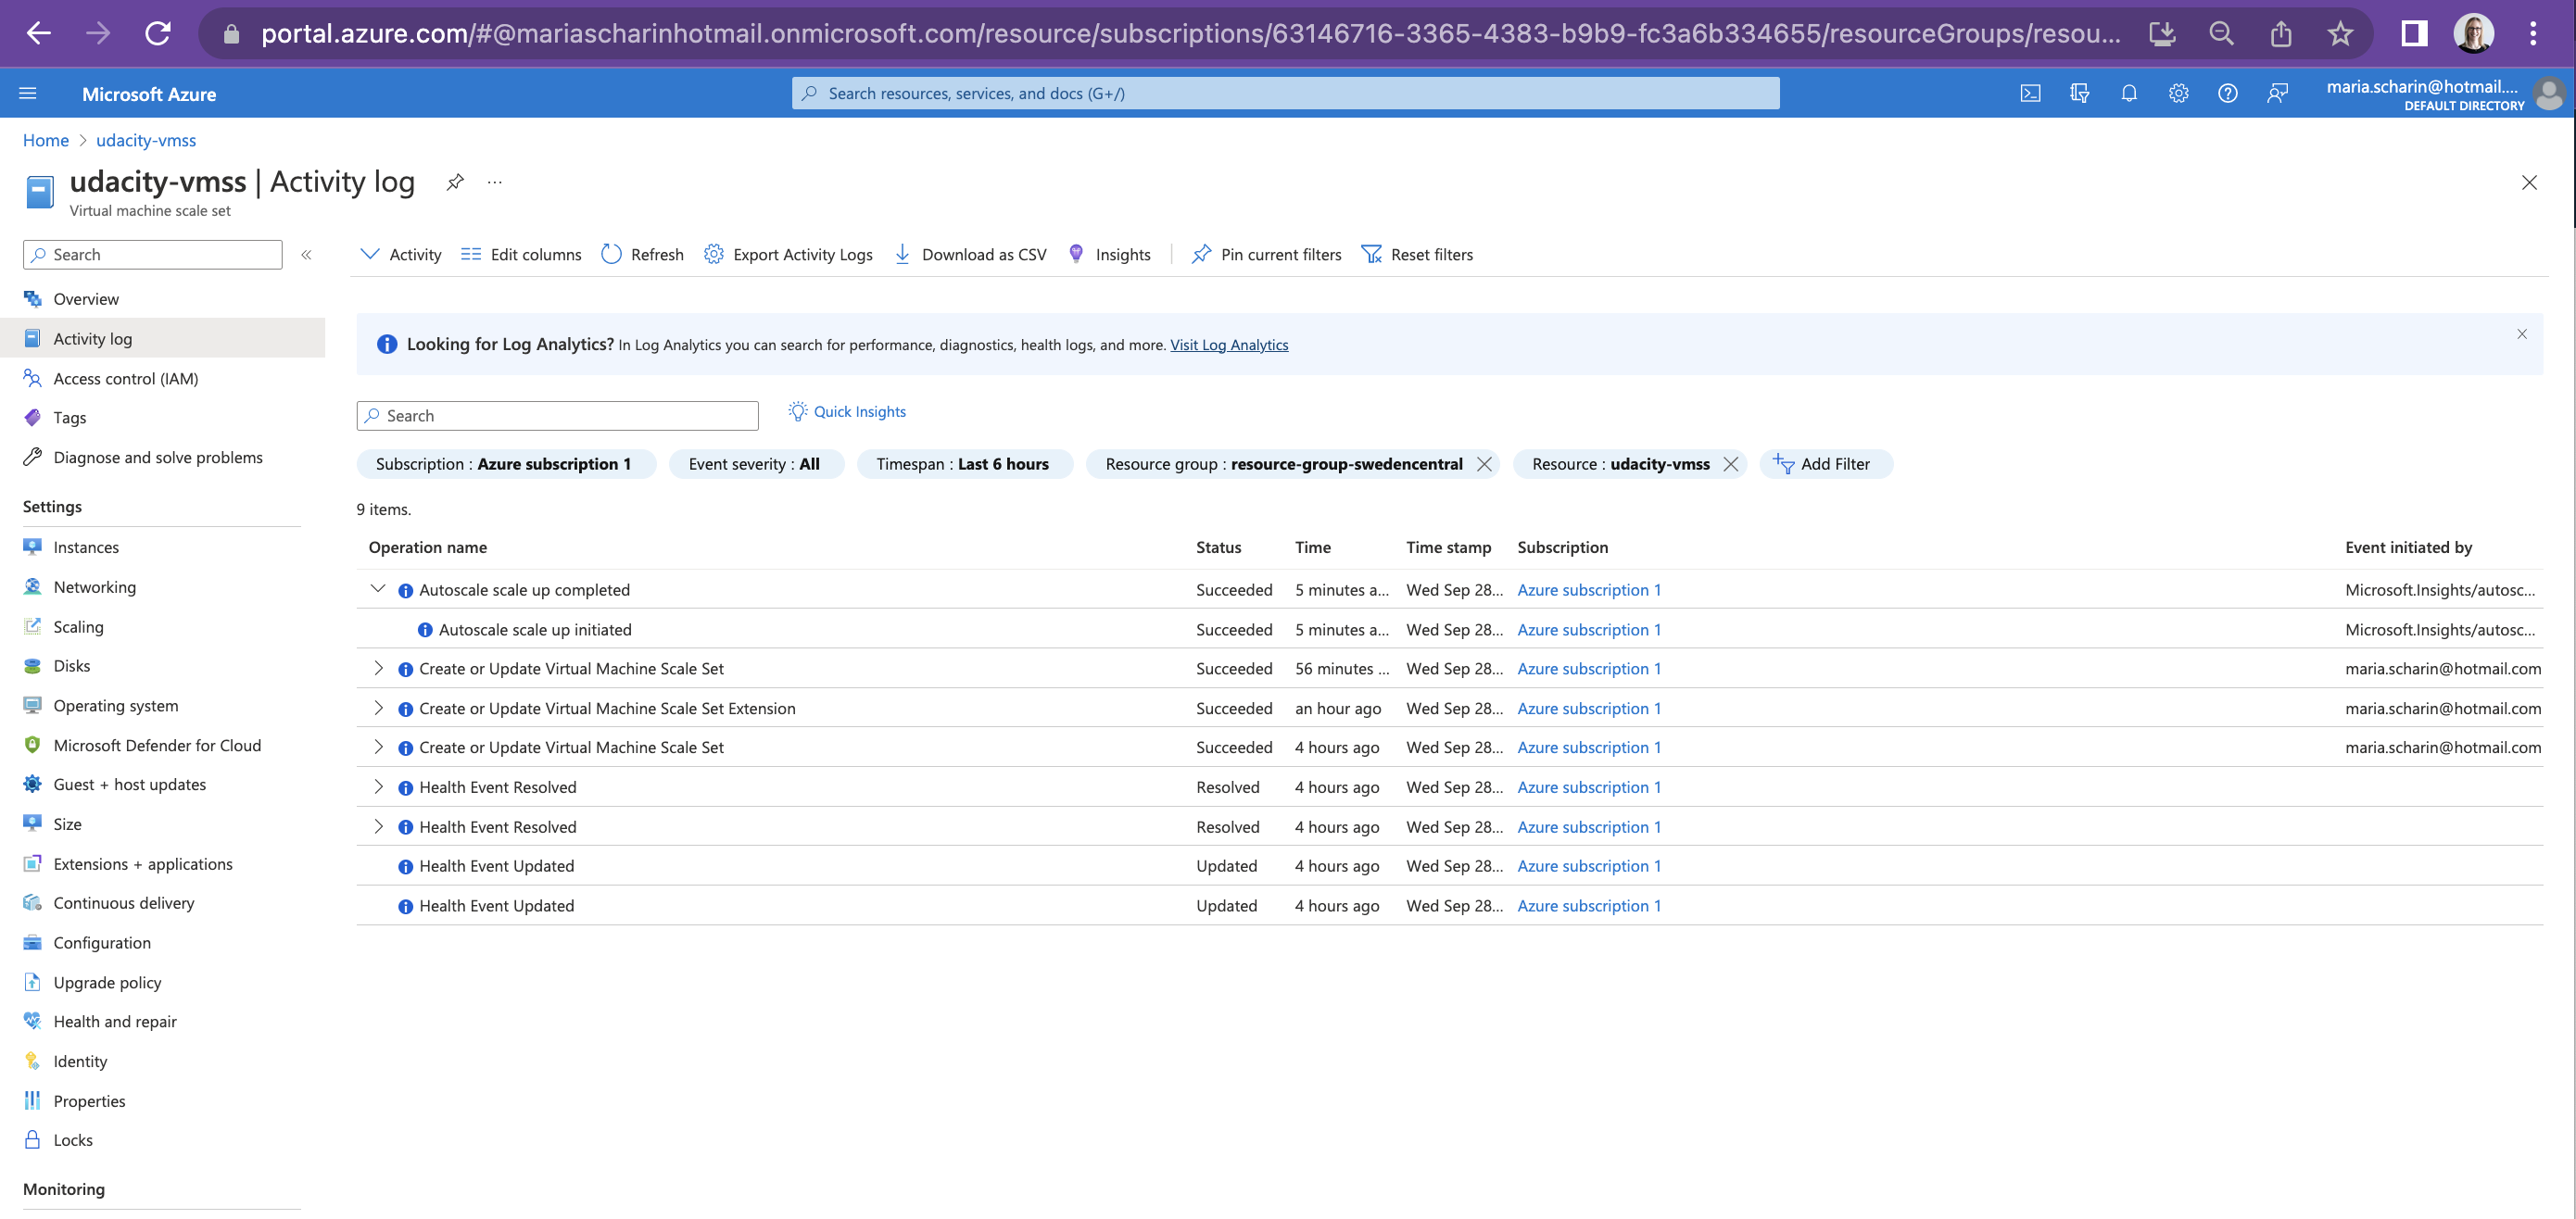 portal.azure.com/#@mariascharinhotmail.onmicrosoft.com/resource/subscriptions/63146716-3365-4383-b9b9-fc3a6b334655/resourceGroups/resou...
Microsoft Azure
Search resources, services, and docs (G+/)
maria.scharin@hotmail....
DEFAULT DIRECTORY
Home > udacity-vmss
udacity-vmss | Activity log
Virtual machine scale set
Search
Overview
Activity log
Access control (IAM)
Tags
Diagnose and solve problems
Settings
Instances
Networking
Scaling
Disks
Operating system
Microsoft Defender for Cloud
Guest + host updates
Size
Extensions + applications
Continuous delivery
Configuration
Upgrade policy
Health and repair
Identity
Properties
Locks
Monitoring
Activity Edit columns Refresh Export Activity Logs Download as CSV Insights Pin current filters Reset filters
Looking for Log Analytics? In Log Analytics you can search for performance, diagnostics, health logs, and more. Visit Log Analytics
Search Quick Insights
Subscription : Azure subscription 1 Event severity : All Timespan : Last 6 hours Resource group : resource-group-swedencentral Resource : udacity-vmss Add Filter
9 items.
Operation name Status Time Time stamp Subscription Event initiated by
Autoscale scale up completed Succeeded 5 minutes a... Wed Sep 28... Azure subscription 1 Microsoft.Insights/autosc...
Autoscale scale up initiated Succeeded 5 minutes a... Wed Sep 28... Azure subscription 1 Microsoft.Insights/autosc...
Create or Update Virtual Machine Scale Set Succeeded 56 minutes ... Wed Sep 28... Azure subscription 1 maria.scharin@hotmail.com
Create or Update Virtual Machine Scale Set Extension Succeeded an hour ago Wed Sep 28... Azure subscription 1 maria.scharin@hotmail.com
Create or Update Virtual Machine Scale Set Succeeded 4 hours ago Wed Sep 28... Azure subscription 1 maria.scharin@hotmail.com
Health Event Resolved Resolved 4 hours ago Wed Sep 28... Azure subscription 1
Health Event Resolved Resolved 4 hours ago Wed Sep 28... Azure subscription 1
Health Event Updated Updated 4 hours ago Wed Sep 28... Azure subscription 1
Health Event Updated Updated 4 hours ago Wed Sep 28... Azure subscription 1